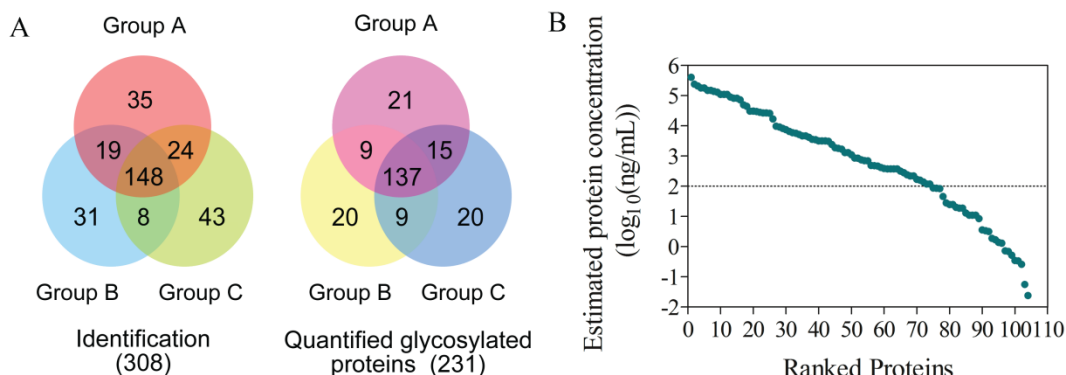 A
Group A
35
19
24
148
31
8
43
Group B
Group C
Identification
(308)
Group A
21
9
15
137
20
9
20
Group B
Group C
Quantified glycosylated
proteins (231)
B
Estimated protein concentration
(log10(ng/mL))
6
5
4
3
2
1
0
-1
-2
0 10 20 30 40 50 60 70 80 90 100 110
Ranked Proteins